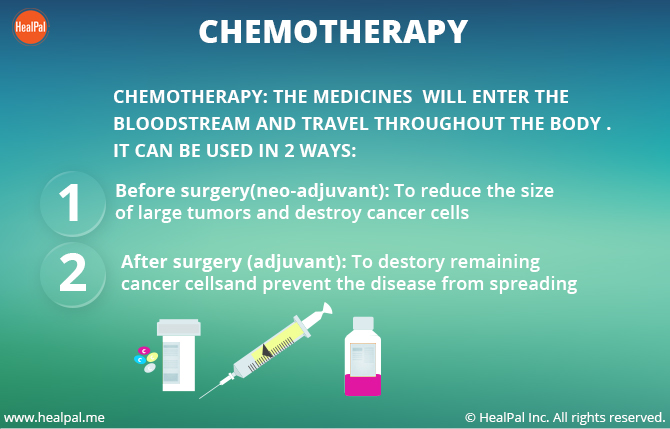 HealPal
CHEMOTHERAPY
CHEMOTHERAPY: THE MEDICINES WILL ENTER THE
BLOODSTREAM AND TRAVEL THROUGHOUT THE BODY .
IT CAN BE USED IN 2 WAYS:
1
Before surgery(neo-adjuvant): To reduce the size
of large tumors and destroy cancer cells
2
After surgery (adjuvant): To destory remaining
cancer cellsand prevent the disease from spreading
C
C
www.healpal.me
© HealPal Inc. All rights reserved.